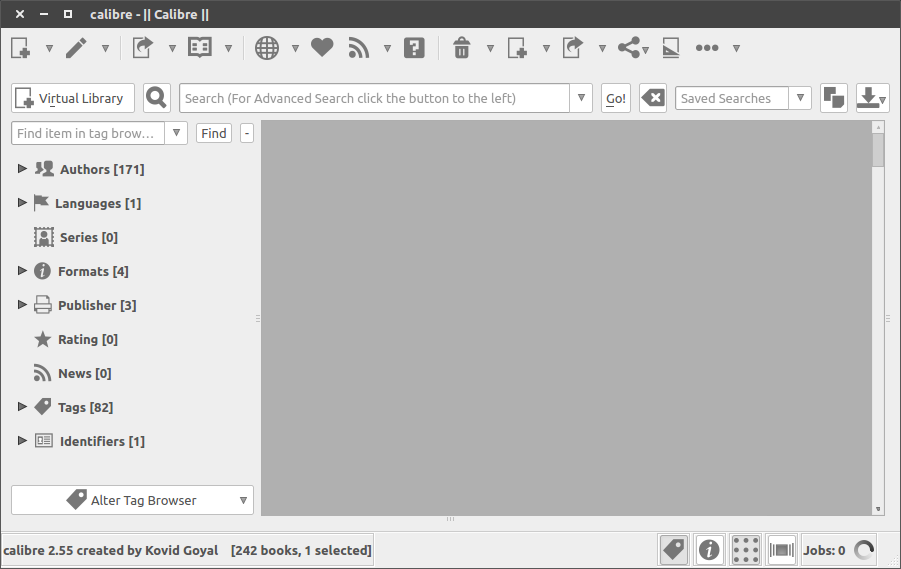 calibre - || Calibre ||
Virtual Library
Search (For Advanced Search click the button to the left)
Go!
Saved Searches
Find item in tag brow...
Find
-
Authors [171]
Languages [1]
Series [0]
Formats [4]
Publisher [3]
Rating [0]
News [0]
Tags [82]
Identifiers [1]
Alter Tag Browser
calibre 2.55 created by Kovid Goyal [242 books, 1 selected]
Jobs: 0